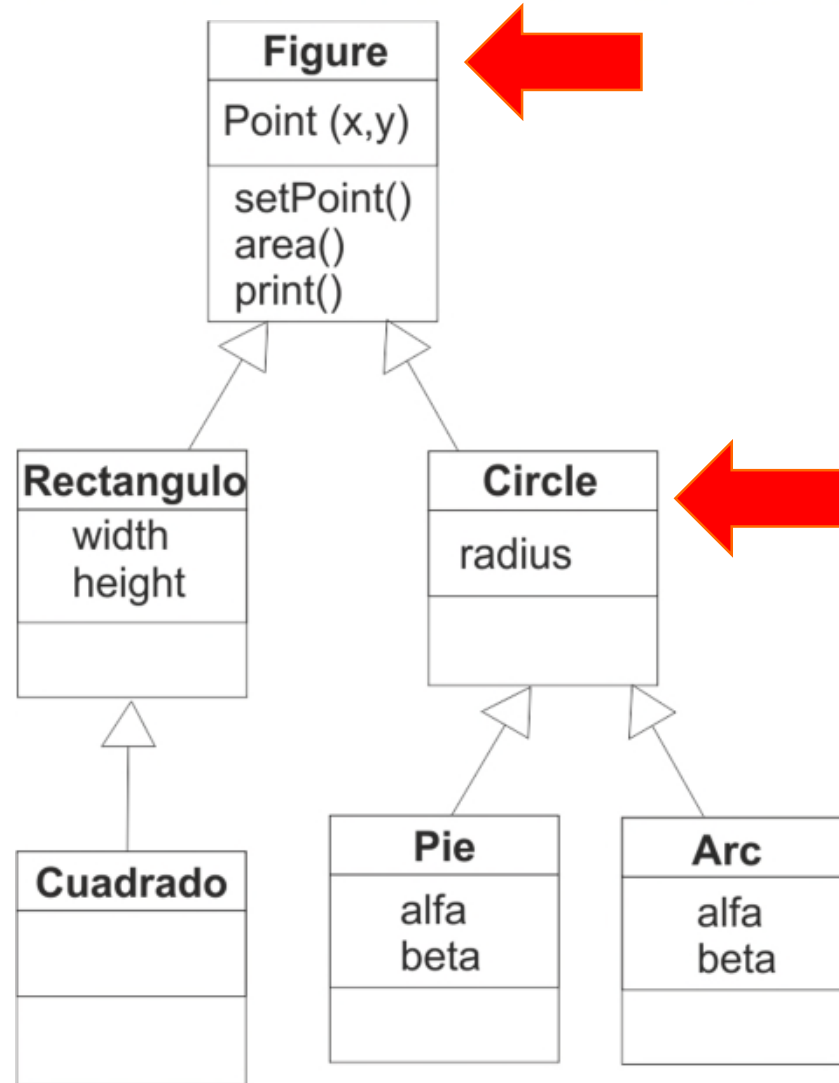 Figure
Point (x,y)
setPoint()
area()
print()
Rectangulo
width
height
Circle
radius
Cuadrado
Pie
alfa
beta
Arc
alfa
beta